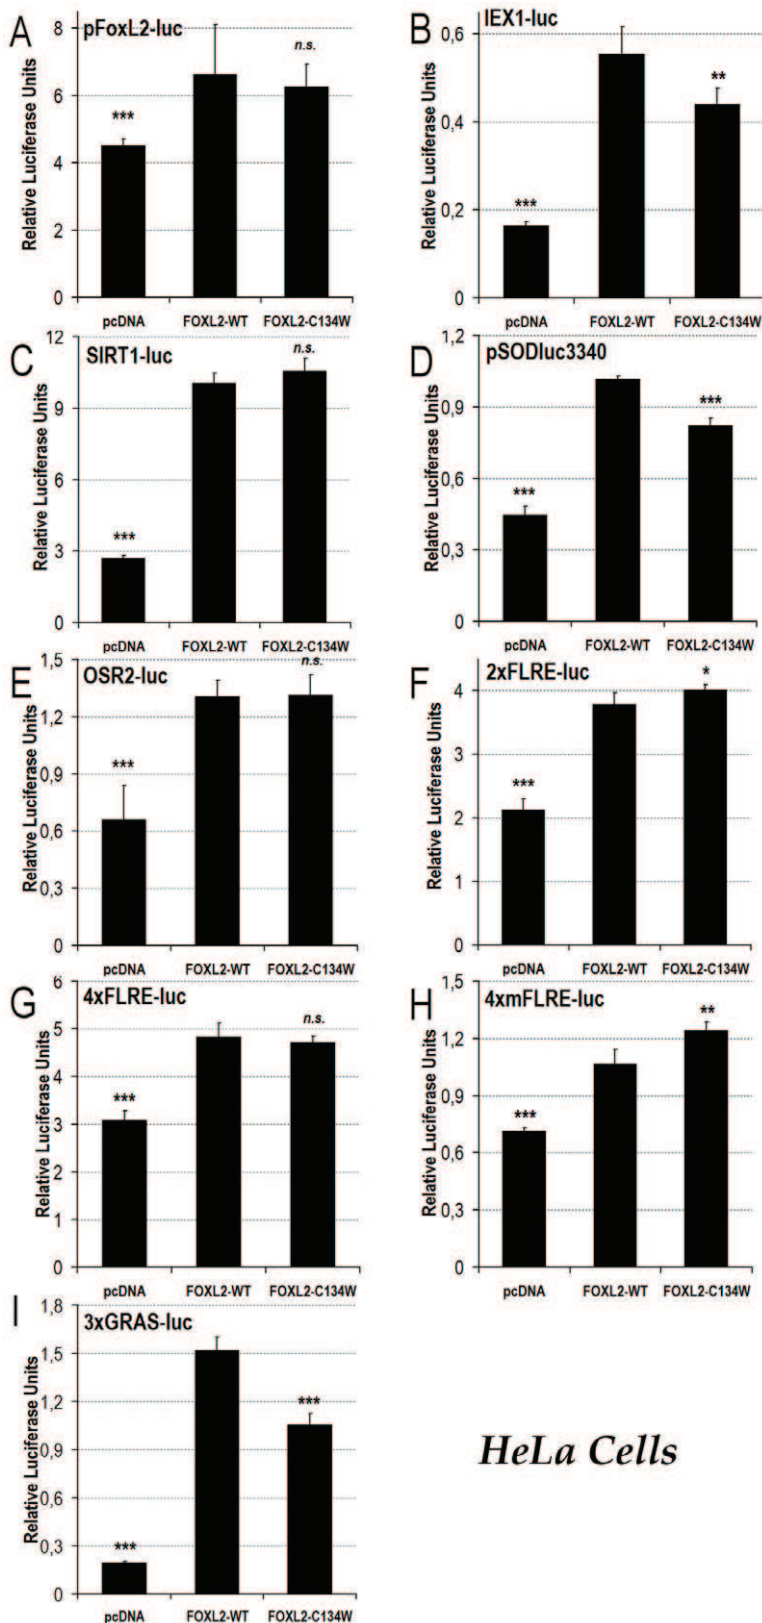 A
pFoxL2-luc
n.s.
***
Relative Luciferase Units
8
6
4
2
0
pcDNA FOXL2-WT FOXL2-C134W
B
IEX1-luc
**
***
Relative Luciferase Units
0,6
0,4
0,2
0
pcDNA FOXL2-WT FOXL2-C134W
C
SIRT1-luc
n.s.
***
Relative Luciferase Units
12
9
6
3
0
pcDNA FOXL2-WT FOXL2-C134W
D
pSODluc3340
***
***
Relative Luciferase Units
1,2
0,9
0,6
0,3
0
pcDNA FOXL2-WT FOXL2-C134W
E
OSR2-luc
n.s.
***
Relative Luciferase Units
1,5
1,2
0,9
0,6
0,3
0
pcDNA FOXL2-WT FOXL2-C134W
F
2xFLRE-luc
*
***
Relative Luciferase Units
4
3
2
1
0
pcDNA FOXL2-WT FOXL2-C134W
G
4xFLRE-luc
n.s.
***
Relative Luciferase Units
6
5
4
3
2
1
0
pcDNA FOXL2-WT FOXL2-C134W
H
4xmFLRE-luc
**
***
Relative Luciferase Units
1,5
1,2
0,9
0,6
0,3
0
pcDNA FOXL2-WT FOXL2-C134W
I
3xGRAS-luc
***
***
Relative Luciferase Units
1,8
1,5
1,2
0,9
0,6
0,3
0
pcDNA FOXL2-WT FOXL2-C134W
HeLa Cells